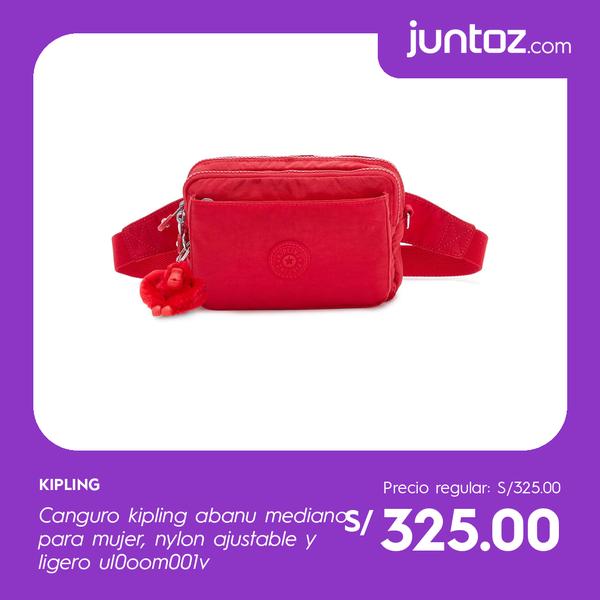 juntoz.com
KIPLING
Canguro kipling abanu mediano
para mujer, nylon ajustable y
ligero ul0oom001v
Precio regular: S/325.00
S/ 325.00